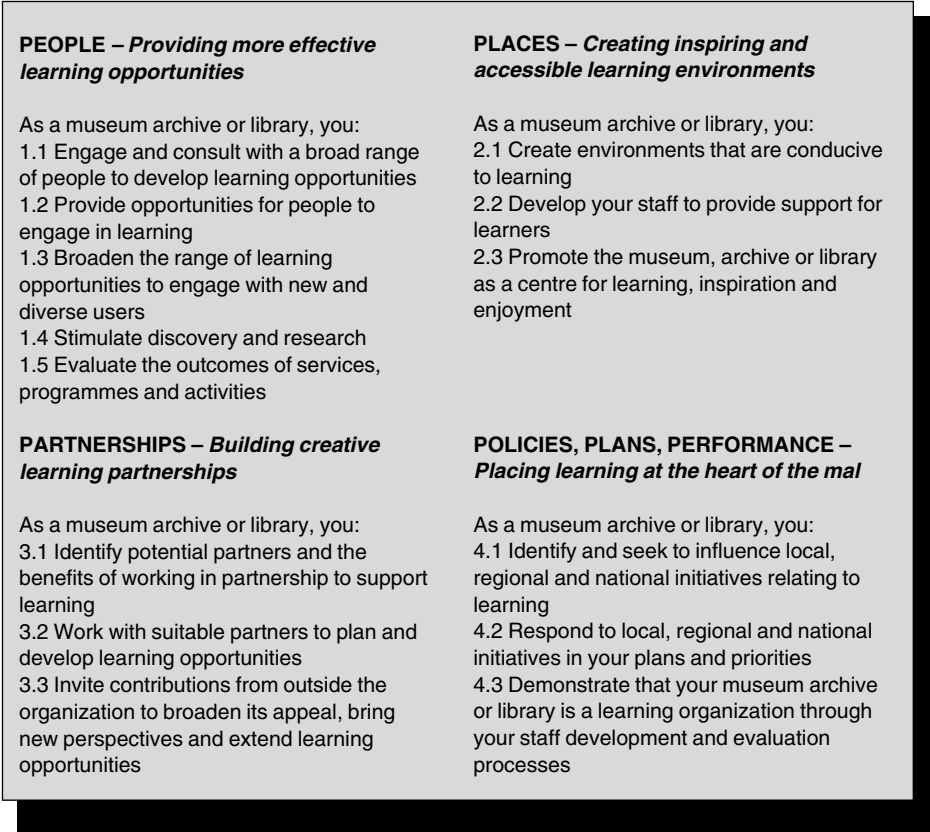 PEOPLE – Providing more effective
learning opportunities
As a museum archive or library, you:
1.1 Engage and consult with a broad range
of people to develop learning opportunities
1.2 Provide opportunities for people to
engage in learning
1.3 Broaden the range of learning
opportunities to engage with new and
diverse users
1.4 Stimulate discovery and research
1.5 Evaluate the outcomes of services,
programmes and activities
PLACES – Creating inspiring and
accessible learning environments
As a museum archive or library, you:
2.1 Create environments that are conducive
to learning
2.2 Develop your staff to provide support for
learners
2.3 Promote the museum, archive or library
as a centre for learning, inspiration and
enjoyment
PARTNERSHIPS – Building creative
learning partnerships
As a museum archive or library, you:
3.1 Identify potential partners and the
benefits of working in partnership to support
learning
3.2 Work with suitable partners to plan and
develop learning opportunities
3.3 Invite contributions from outside the
organization to broaden its appeal, bring
new perspectives and extend learning
opportunities
POLICIES, PLANS, PERFORMANCE –
Placing learning at the heart of the mal
As a museum archive or library, you:
4.1 Identify and seek to influence local,
regional and national initiatives relating to
learning
4.2 Respond to local, regional and national
initiatives in your plans and priorities
4.3 Demonstrate that your museum archive
or library is a learning organization through
your staff development and evaluation
processes